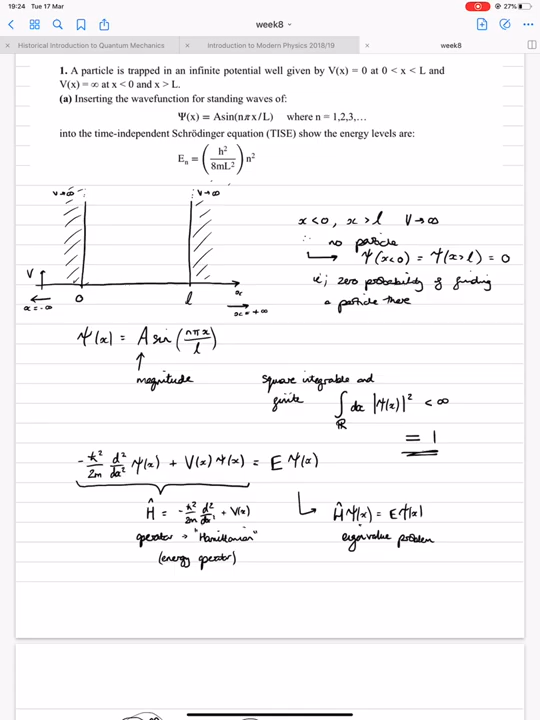 19:24 Tue 17 Mar
27%
week8
Historical Introduction to Quantum Mechanics
Introduction to Modern Physics 2018/19
week8
1. A particle is trapped in an infinite potential well given by V(x) = 0 at 0 < x < L and
V(x) = ∞ at x < 0 and x > L.
(a) Inserting the wavefunction for standing waves of:
Ψ(x) = Asin(nπx/L) where n = 1,2,3,…
into the time-independent Schrödinger equation (TISE) show the energy levels are:
Eₙ = (h²/8mL²) n²
V→∞
V→∞
V
0
l
x
x=-∞
x=+∞
x<0, x>l V→∞
∴ no particle
Ψ(x<0) = Ψ(x>l) = 0
ie; zero probability of finding
a particle there
Ψ(x) = A sin(nπx/l)
magnitude
square integrable and
finite ∫ℝ dx |Ψ(x)|² < ∞
= 1
-ħ²/2m d²/dx² Ψ(x) + V(x) Ψ(x) = E Ψ(x)
Ĥ = -ħ²/2m d²/dx² + V(x)
operator → "Hamiltonian"
(energy operator)
ĤΨ(x) = EΨ(x)
eigenvalue problem